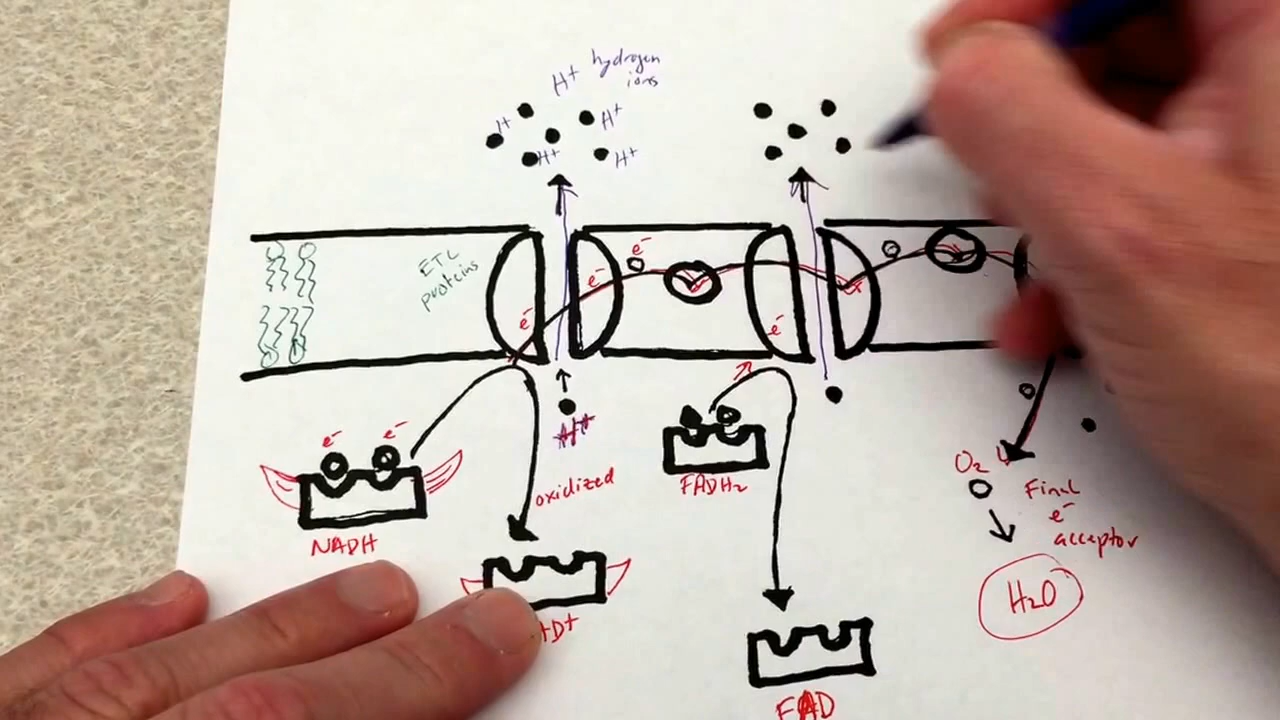 H+ hydrogen
ions
H+
H+
H+
H+
ETC
proteins
e-
e-
e-
e-
e-
e-
oxidized
NADH
FADH2
FAD
O2
Final
e-
acceptor
H2O